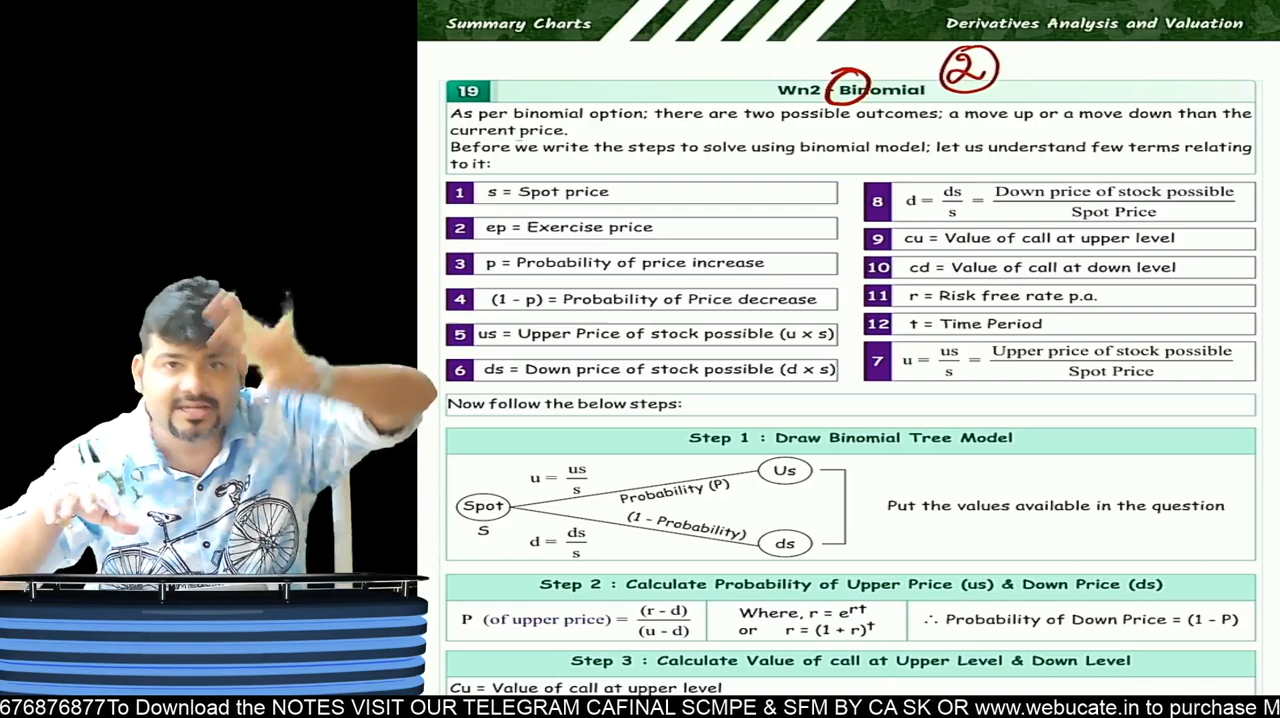 Summary Charts
Derivatives Analysis and Valuation
2
19
Wn2 - Binomial
As per binomial option; there are two possible outcomes; a move up or a move down than the
current price.
Before we write the steps to solve using binomial model; let us understand few terms relating
to it:
1 s = Spot price
2 ep = Exercise price
3 p = Probability of price increase
4 (1 - p) = Probability of Price decrease
5 us = Upper Price of stock possible (u x s)
6 ds = Down price of stock possible (d x s)
8 d = ds/s = Down price of stock possible / Spot Price
9 cu = Value of call at upper level
10 cd = Value of call at down level
11 r = Risk free rate p.a.
12 t = Time Period
7 u = us/s = Upper price of stock possible / Spot Price
Now follow the below steps:
Step 1 : Draw Binomial Tree Model
u = us/s
Us
Probability (P)
Spot
S
(1 - Probability)
d = ds/s
ds
Put the values available in the question
Step 2 : Calculate Probability of Upper Price (us) & Down Price (ds)
P (of upper price) = (r - d) / (u - d)
Where, r = e^rt
or r = (1 + r)^t
∴ Probability of Down Price = (1 - P)
Step 3 : Calculate Value of call at Upper Level & Down Level
Cu = Value of call at upper level
676876877To Download the NOTES VISIT OUR TELEGRAM CAFINAL SCMPE & SFM BY CA SK OR www.webucate.in to purchase M